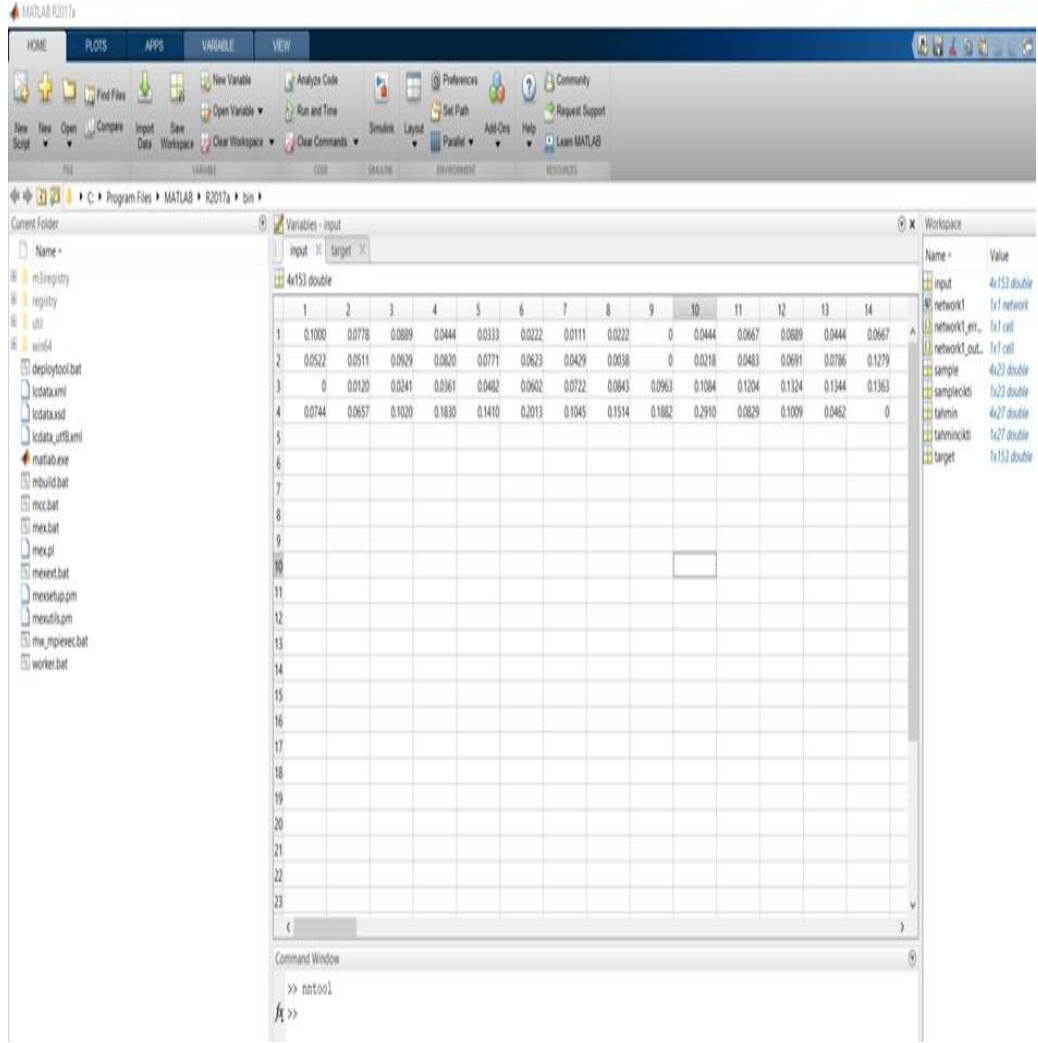 MATLAB R2017a
HOME PLOTS APPS VARIABLE VIEW
New Script New Open Find Files Compare Import Data Save Workspace New Variable Open Variable Clear Workspace Analyze Code Run and Time Clear Commands Simulink Layout Preferences Set Path Parallel Add-Ons Help Community Request Support Learn MATLAB
FILE VARIABLE CODE SIMULINK ENVIRONMENT RESOURCES
C: Program Files MATLAB R2017a bin
Current Folder
Name
m3iregistry
registry
util
win64
deploytool.bat
lcdata.xml
lcdata.xsd
lcdata_utf8.xml
matlab.exe
mbuild.bat
mcc.bat
mex.bat
mex.pl
mexext.bat
mexsetup.pm
mexutils.pm
mw_mpiexec.bat
worker.bat
Variables - input
input target
4x153 double
1 2 3 4 5 6 7 8 9 10 11 12 13 14
1 0.1000 0.0778 0.0889 0.0444 0.0333 0.0222 0.0111 0.0222 0 0.0444 0.0667 0.0889 0.0444 0.0667
2 0.0522 0.0511 0.0929 0.0820 0.0771 0.0623 0.0429 0.0038 0 0.0218 0.0483 0.0691 0.0786 0.1279
3 0 0.0120 0.0241 0.0361 0.0482 0.0602 0.0722 0.0843 0.0963 0.1084 0.1204 0.1324 0.1344 0.1363
4 0.0744 0.0657 0.1020 0.1830 0.1410 0.2013 0.1045 0.1514 0.1882 0.2910 0.0829 0.1009 0.0462 0
5
6
7
8
9
10
11
12
13
14
15
16
17
18
19
20
21
22
23
Command Window
>> nntool
fx >>
Workspace
Name Value
input 4x153 double
network1 1x1 network
network1_err... 1x1 cell
network1_out... 1x1 cell
sample 4x23 double
samplecikti 1x23 double
tahmin 4x27 double
tahmincikti 1x27 double
target 1x153 double